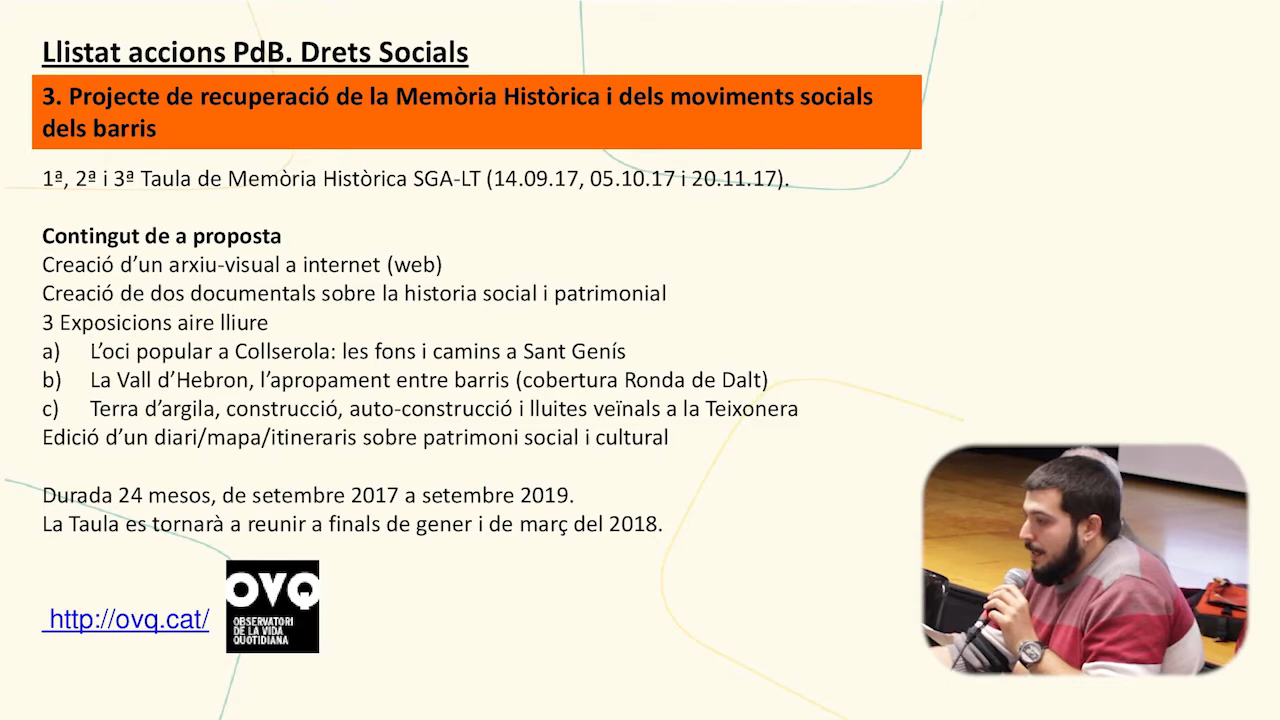 Llistat accions PdB. Drets Socials
3. Projecte de recuperació de la Memòria Històrica i dels moviments socials
dels barris
1ª, 2ª i 3ª Taula de Memòria Històrica SGA-LT (14.09.17, 05.10.17 i 20.11.17).
Contingut de a proposta
Creació d’un arxiu-visual a internet (web)
Creació de dos documentals sobre la historia social i patrimonial
3 Exposicions aire lliure
a) L’oci popular a Collserola: les fons i camins a Sant Genís
b) La Vall d’Hebron, l’apropament entre barris (cobertura Ronda de Dalt)
c) Terra d’argila, construcció, auto-construcció i lluites veïnals a la Teixonera
Edició d’un diari/mapa/itineraris sobre patrimoni social i cultural
Durada 24 mesos, de setembre 2017 a setembre 2019.
La Taula es tornarà a reunir a finals de gener i de març del 2018.
http://ovq.cat/
OVQ
OBSERVATORI
DE LA VIDA
QUOTIDIANA